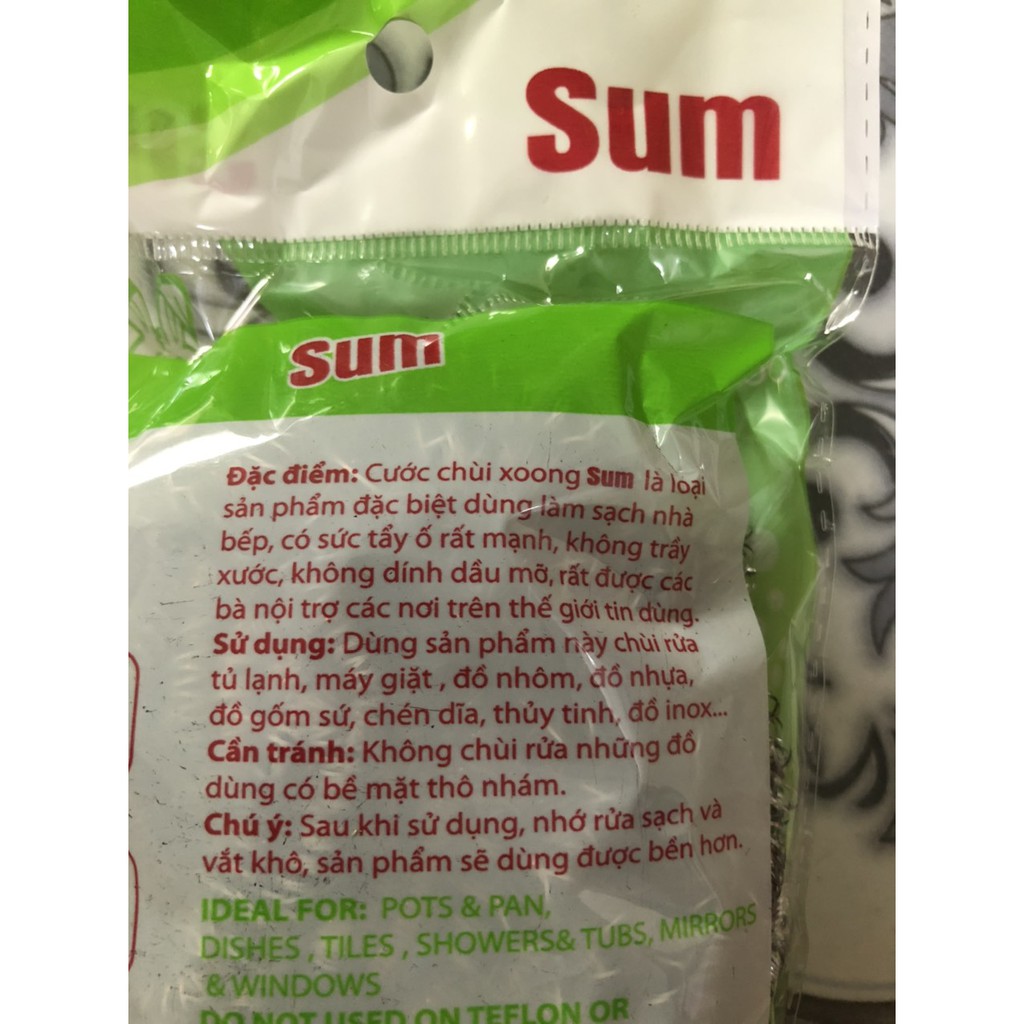 Sum
Sum
Đặc điểm: Cước chùi xoong Sum là loại
sản phẩm đặc biệt dùng làm sạch nhà
bếp, có sức tẩy ố rất mạnh, không trầy
xước, không dính dầu mỡ, rất được các
bà nội trợ các nơi trên thế giới tin dùng.
Sử dụng: Dùng sản phẩm này chùi rửa
tủ lạnh, máy giặt , đồ nhôm, đồ nhựa,
đồ gốm sứ, chén dĩa, thủy tinh, đồ inox...
Cần tránh: Không chùi rửa những đồ
dùng có bề mặt thô nhám.
Chú ý: Sau khi sử dụng, nhớ rửa sạch và
vắt khô, sản phẩm sẽ dùng được bền hơn.
IDEAL FOR: POTS & PAN,
DISHES , TILES , SHOWERS& TUBS, MIRRORS
& WINDOWS
DO NOT USED ON TEFLON OR